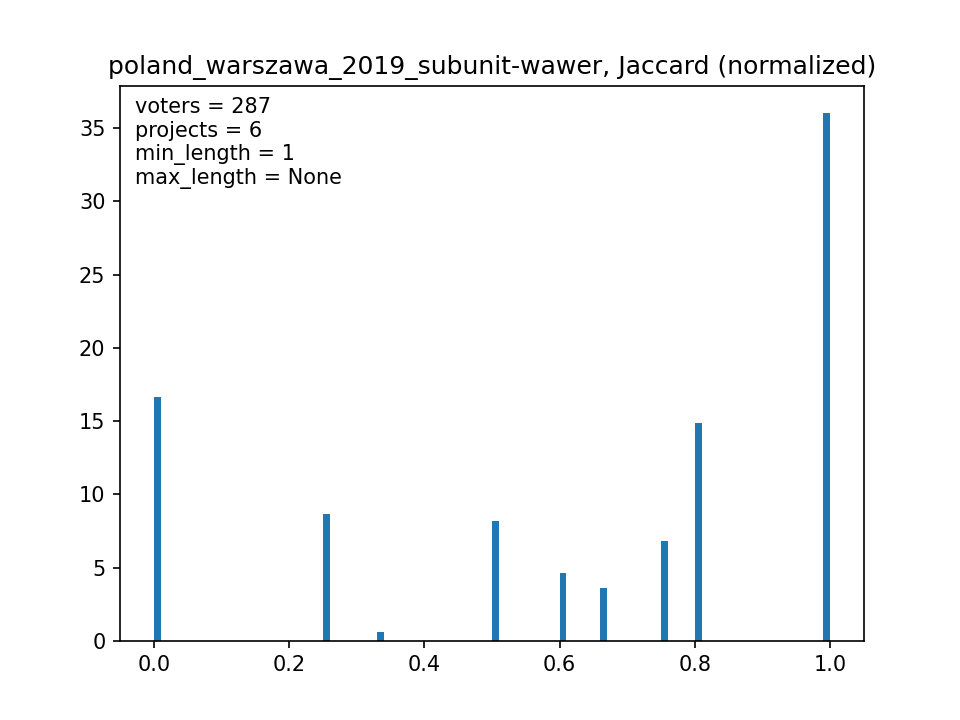 poland_warszawa_2019_subunit-wawer, Jaccard (normalized)
voters = 287
projects = 6
min_length = 1
max_length = None
35
30
25
20
15
10
5
0
0.0 0.2 0.4 0.6 0.8 1.0